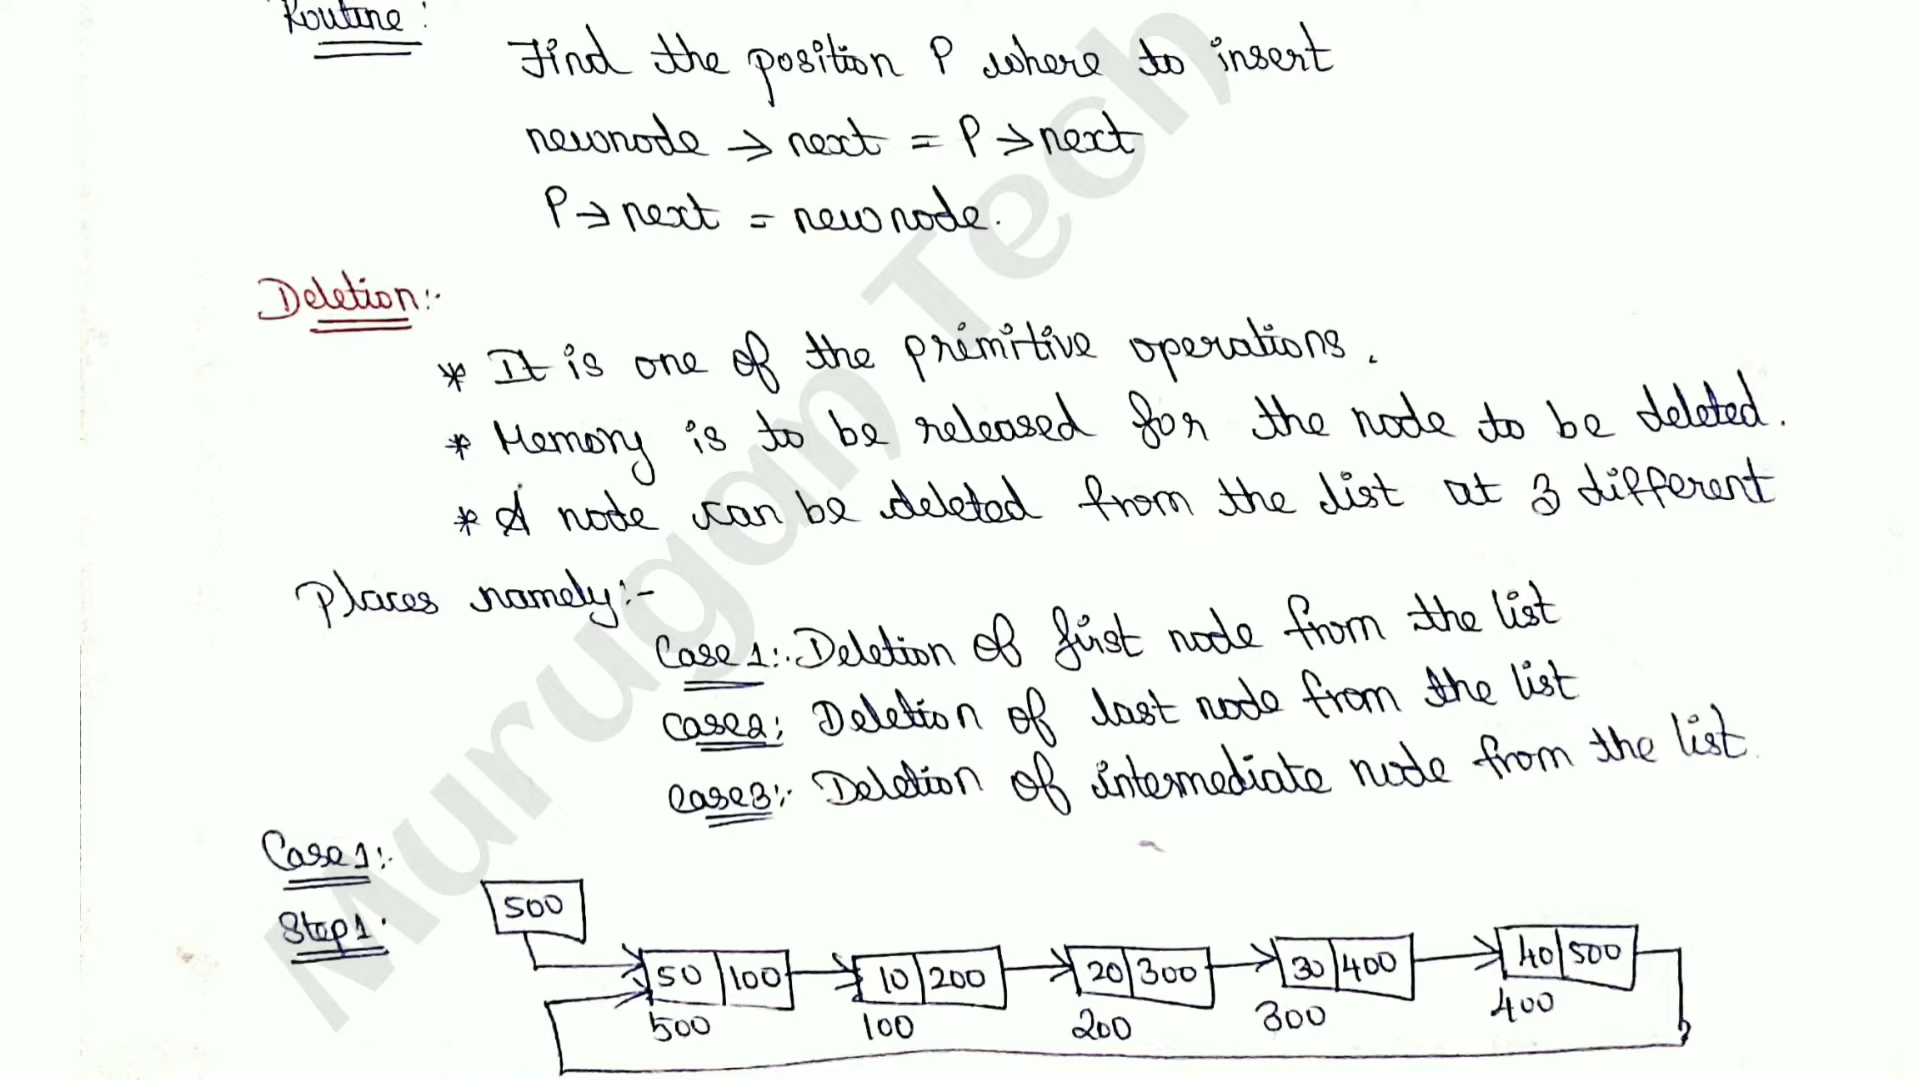 Routine:
Find the position P where to insert
newnode → next = P → next
P → next = newnode.
Deletion:-
* It is one of the primitive operations.
* Memory is to be released for the node to be deleted.
* A node can be deleted from the list at 3 different
Places namely:-
Case 1:- Deletion of first node from the list
Case2: Deletion of last node from the list
Case3:- Deletion of intermediate node from the list.
Case 1:-
Step 1:
500
50 100 10 200 20 300 30 400 40 500
500 100 200 300 400
Murugan Tech